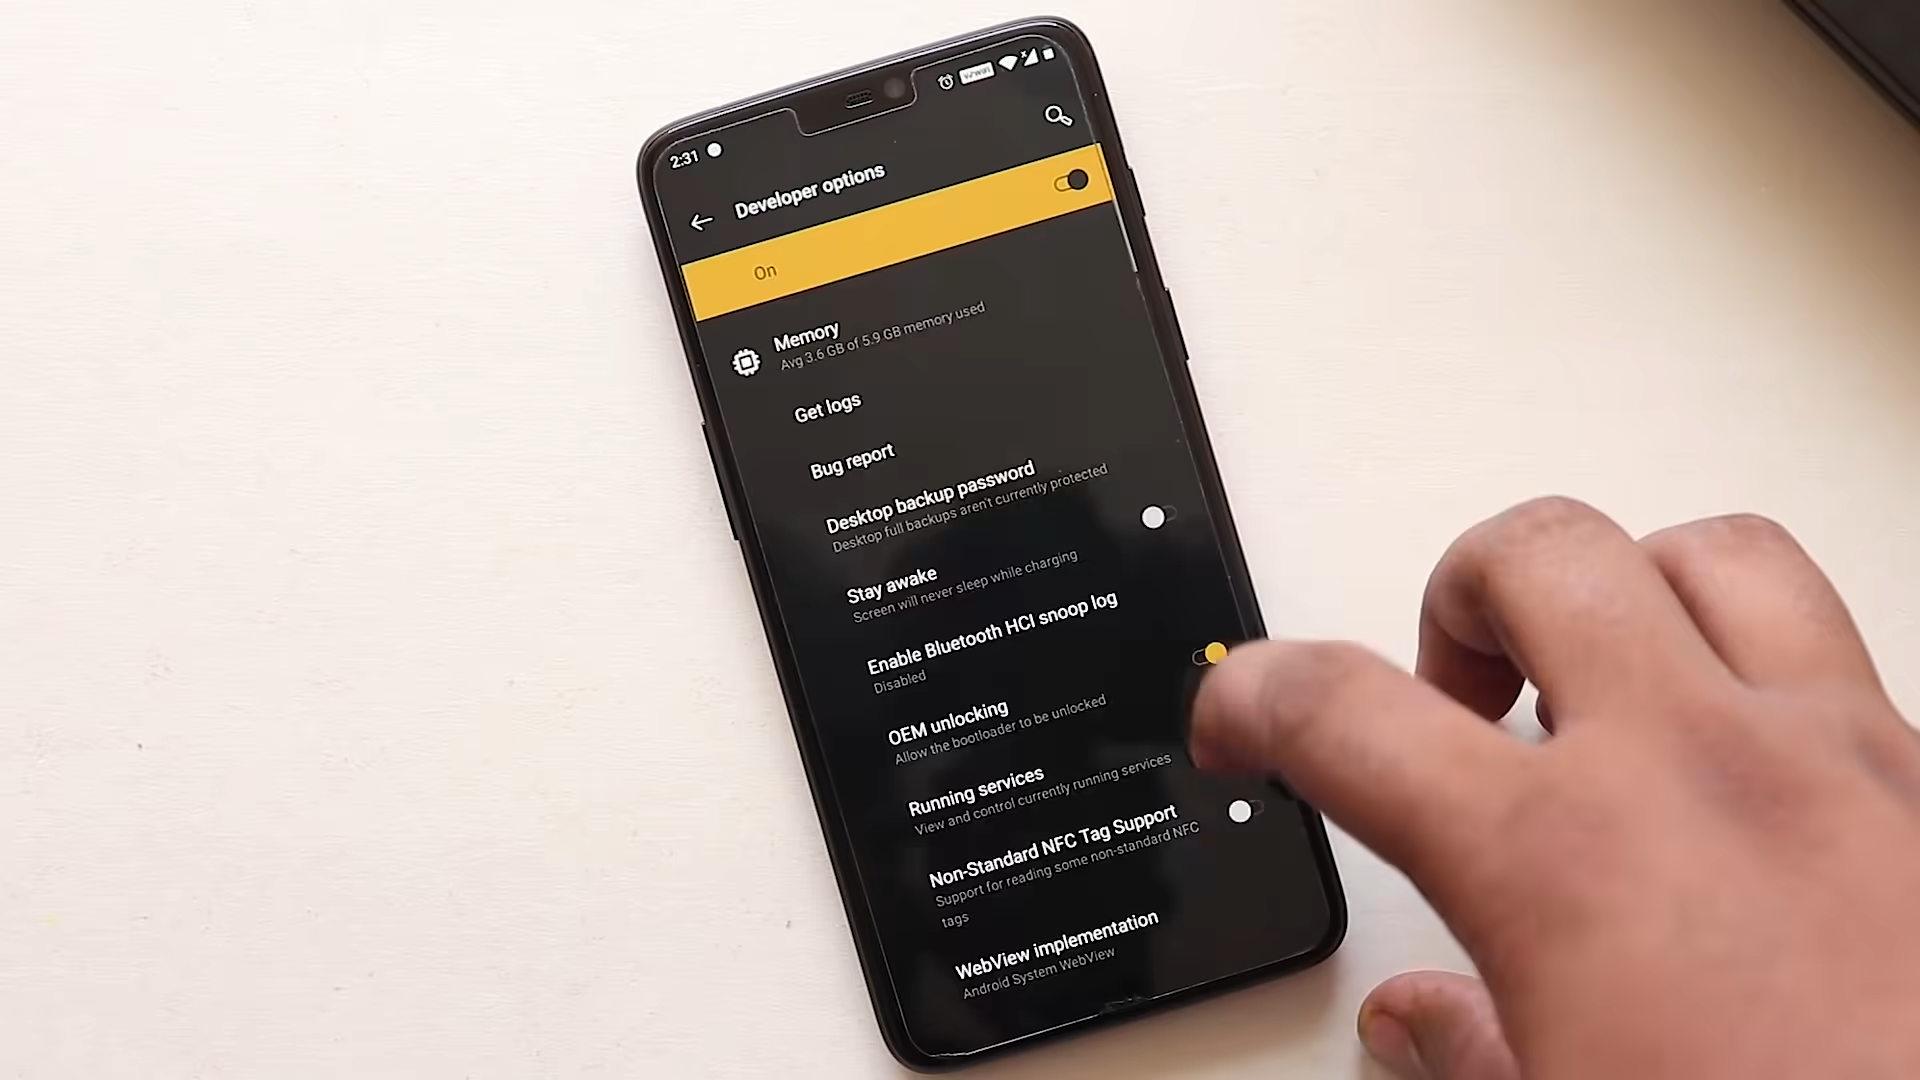 2:31
Developer options
On
Memory
Avg 3.6 GB of 5.9 GB memory used
Get logs
Bug report
Desktop backup password
Desktop full backups aren't currently protected
Stay awake
Screen will never sleep while charging
Enable Bluetooth HCI snoop log
Disabled
OEM unlocking
Allow the bootloader to be unlocked
Running services
View and control currently running services
Non-Standard NFC Tag Support
Support for reading some non-standard NFC
tags
WebView implementation
Android System WebView